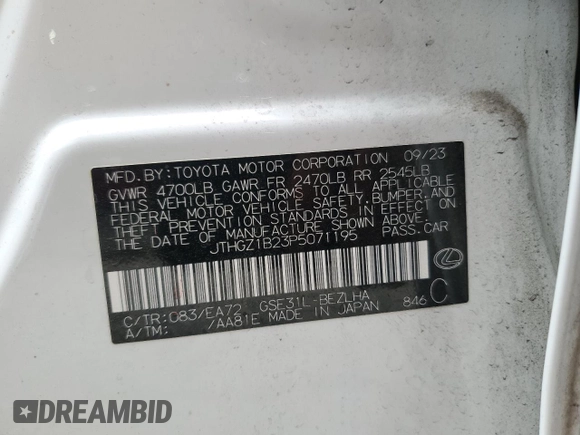 MFD. BY: TOYOTA MOTOR CORPORATION 09/23
GVWR 4700LB GAWR FR 2470LB RR 2545LB
THIS VEHICLE CONFORMS TO ALL APPLICABLE
FEDERAL MOTOR VEHICLE SAFETY, BUMPER, AND
THEFT PREVENTION STANDARDS IN EFFECT ON
THE DATE OF MANUFACTURE SHOWN ABOVE.
JTHGZ1B23P5071195 PASS.CAR
C/TR: 083/EA72 GSE31L-BEZLHA 846 C
A/TM: /AA81E MADE IN JAPAN
DREAMBID